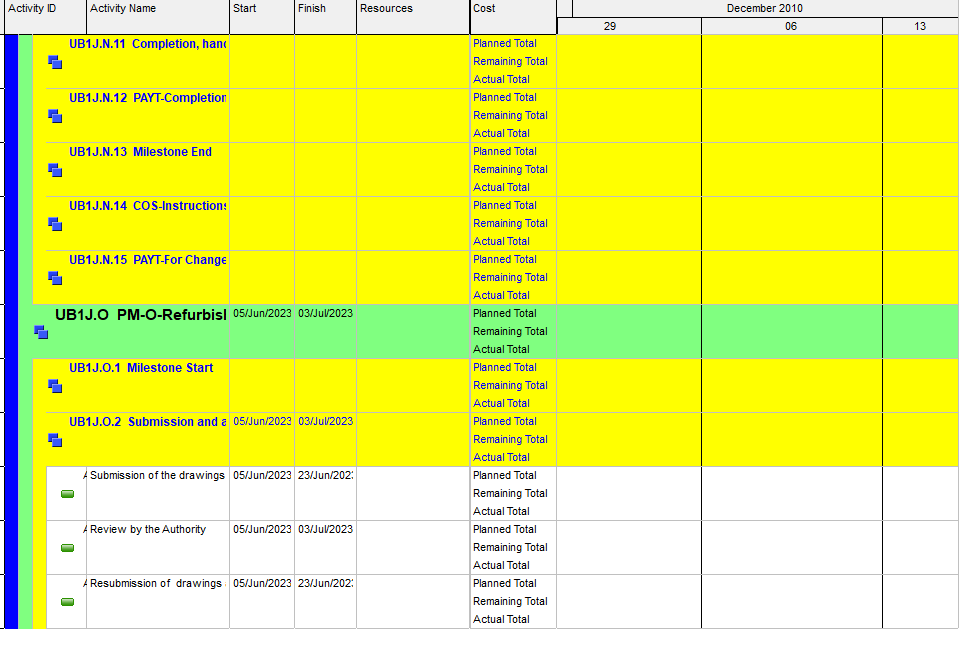 Activity ID Activity Name Start Finish Resources Cost December 2010
29 06 13
UB1J.N.11 Completion, hand Planned Total
Remaining Total
Actual Total
UB1J.N.12 PAYT-Completion Planned Total
Remaining Total
Actual Total
UB1J.N.13 Milestone End Planned Total
Remaining Total
Actual Total
UB1J.N.14 COS-Instructions Planned Total
Remaining Total
Actual Total
UB1J.N.15 PAYT-For Change Planned Total
Remaining Total
Actual Total
UB1J.O PM-O-Refurbis 05/Jun/2023 03/Jul/2023 Planned Total
Remaining Total
Actual Total
UB1J.O.1 Milestone Start Planned Total
Remaining Total
Actual Total
UB1J.O.2 Submission and a 05/Jun/2023 03/Jul/2023 Planned Total
Remaining Total
Actual Total
A Submission of the drawings 05/Jun/2023 23/Jun/202 Planned Total
Remaining Total
Actual Total
A Review by the Authority 05/Jun/2023 03/Jul/2023 Planned Total
Remaining Total
Actual Total
A Resubmission of drawings 05/Jun/2023 23/Jun/202 Planned Total
Remaining Total
Actual Total